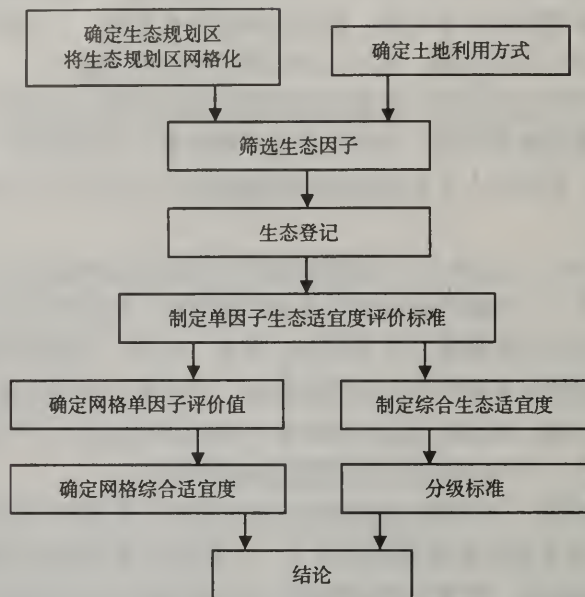 确定生态规划区
将生态规划区网格化
确定土地利用方式
筛选生态因子
生态登记
制定单因子生态适宜度评价标准
确定网格单因子评价值
制定综合生态适宜度
确定网格综合适宜度
分级标准
结论